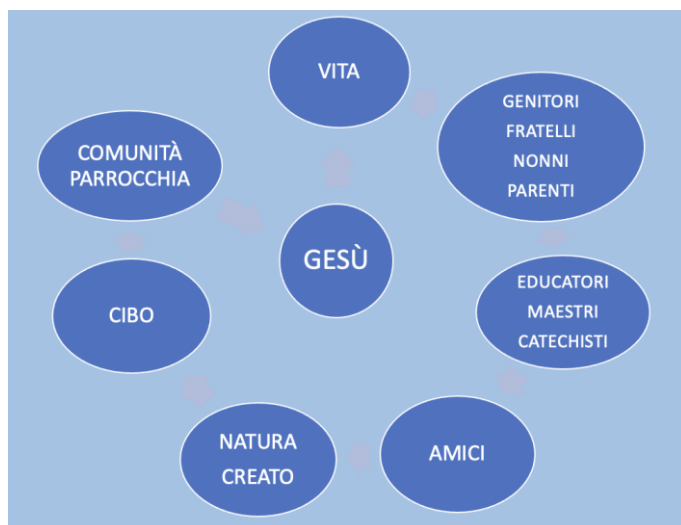 VITA
GENITORI
FRATELLI
NONNI
PARENTI
COMUNITÀ
PARROCCHIA
GESÙ
EDUCATORI
MAESTRI
CATECHISTI
CIBO
NATURA
CREATO
AMICI